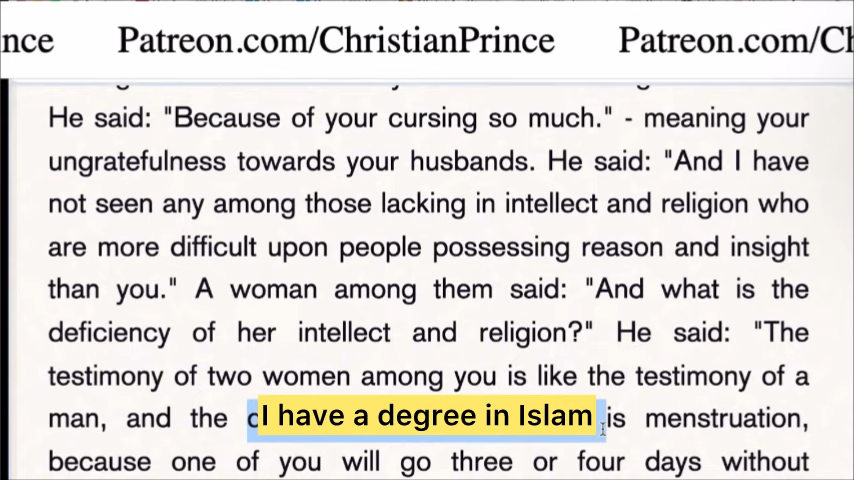 nce Patreon.com/ChristianPrince Patreon.com/Ch
He said: "Because of your cursing so much." - meaning your
ungratefulness towards your husbands. He said: "And I have
not seen any among those lacking in intellect and religion who
are more difficult upon people possessing reason and insight
than you." A woman among them said: "And what is the
deficiency of her intellect and religion?" He said: "The
testimony of two women among you is like the testimony of a
man, and the I have a degree in Islam is menstruation,
because one of you will go three or four days without